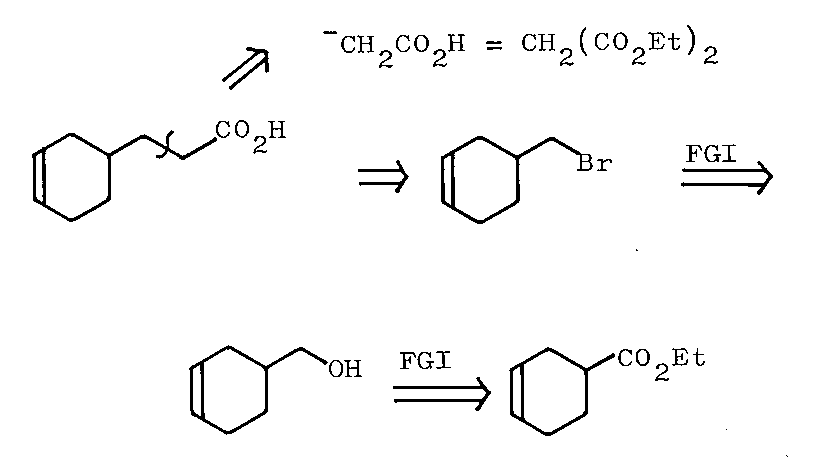 ⁻CH₂CO₂H = CH₂(CO₂Et)₂
CO₂H
Br
FGI
OH
FGI
CO₂Et